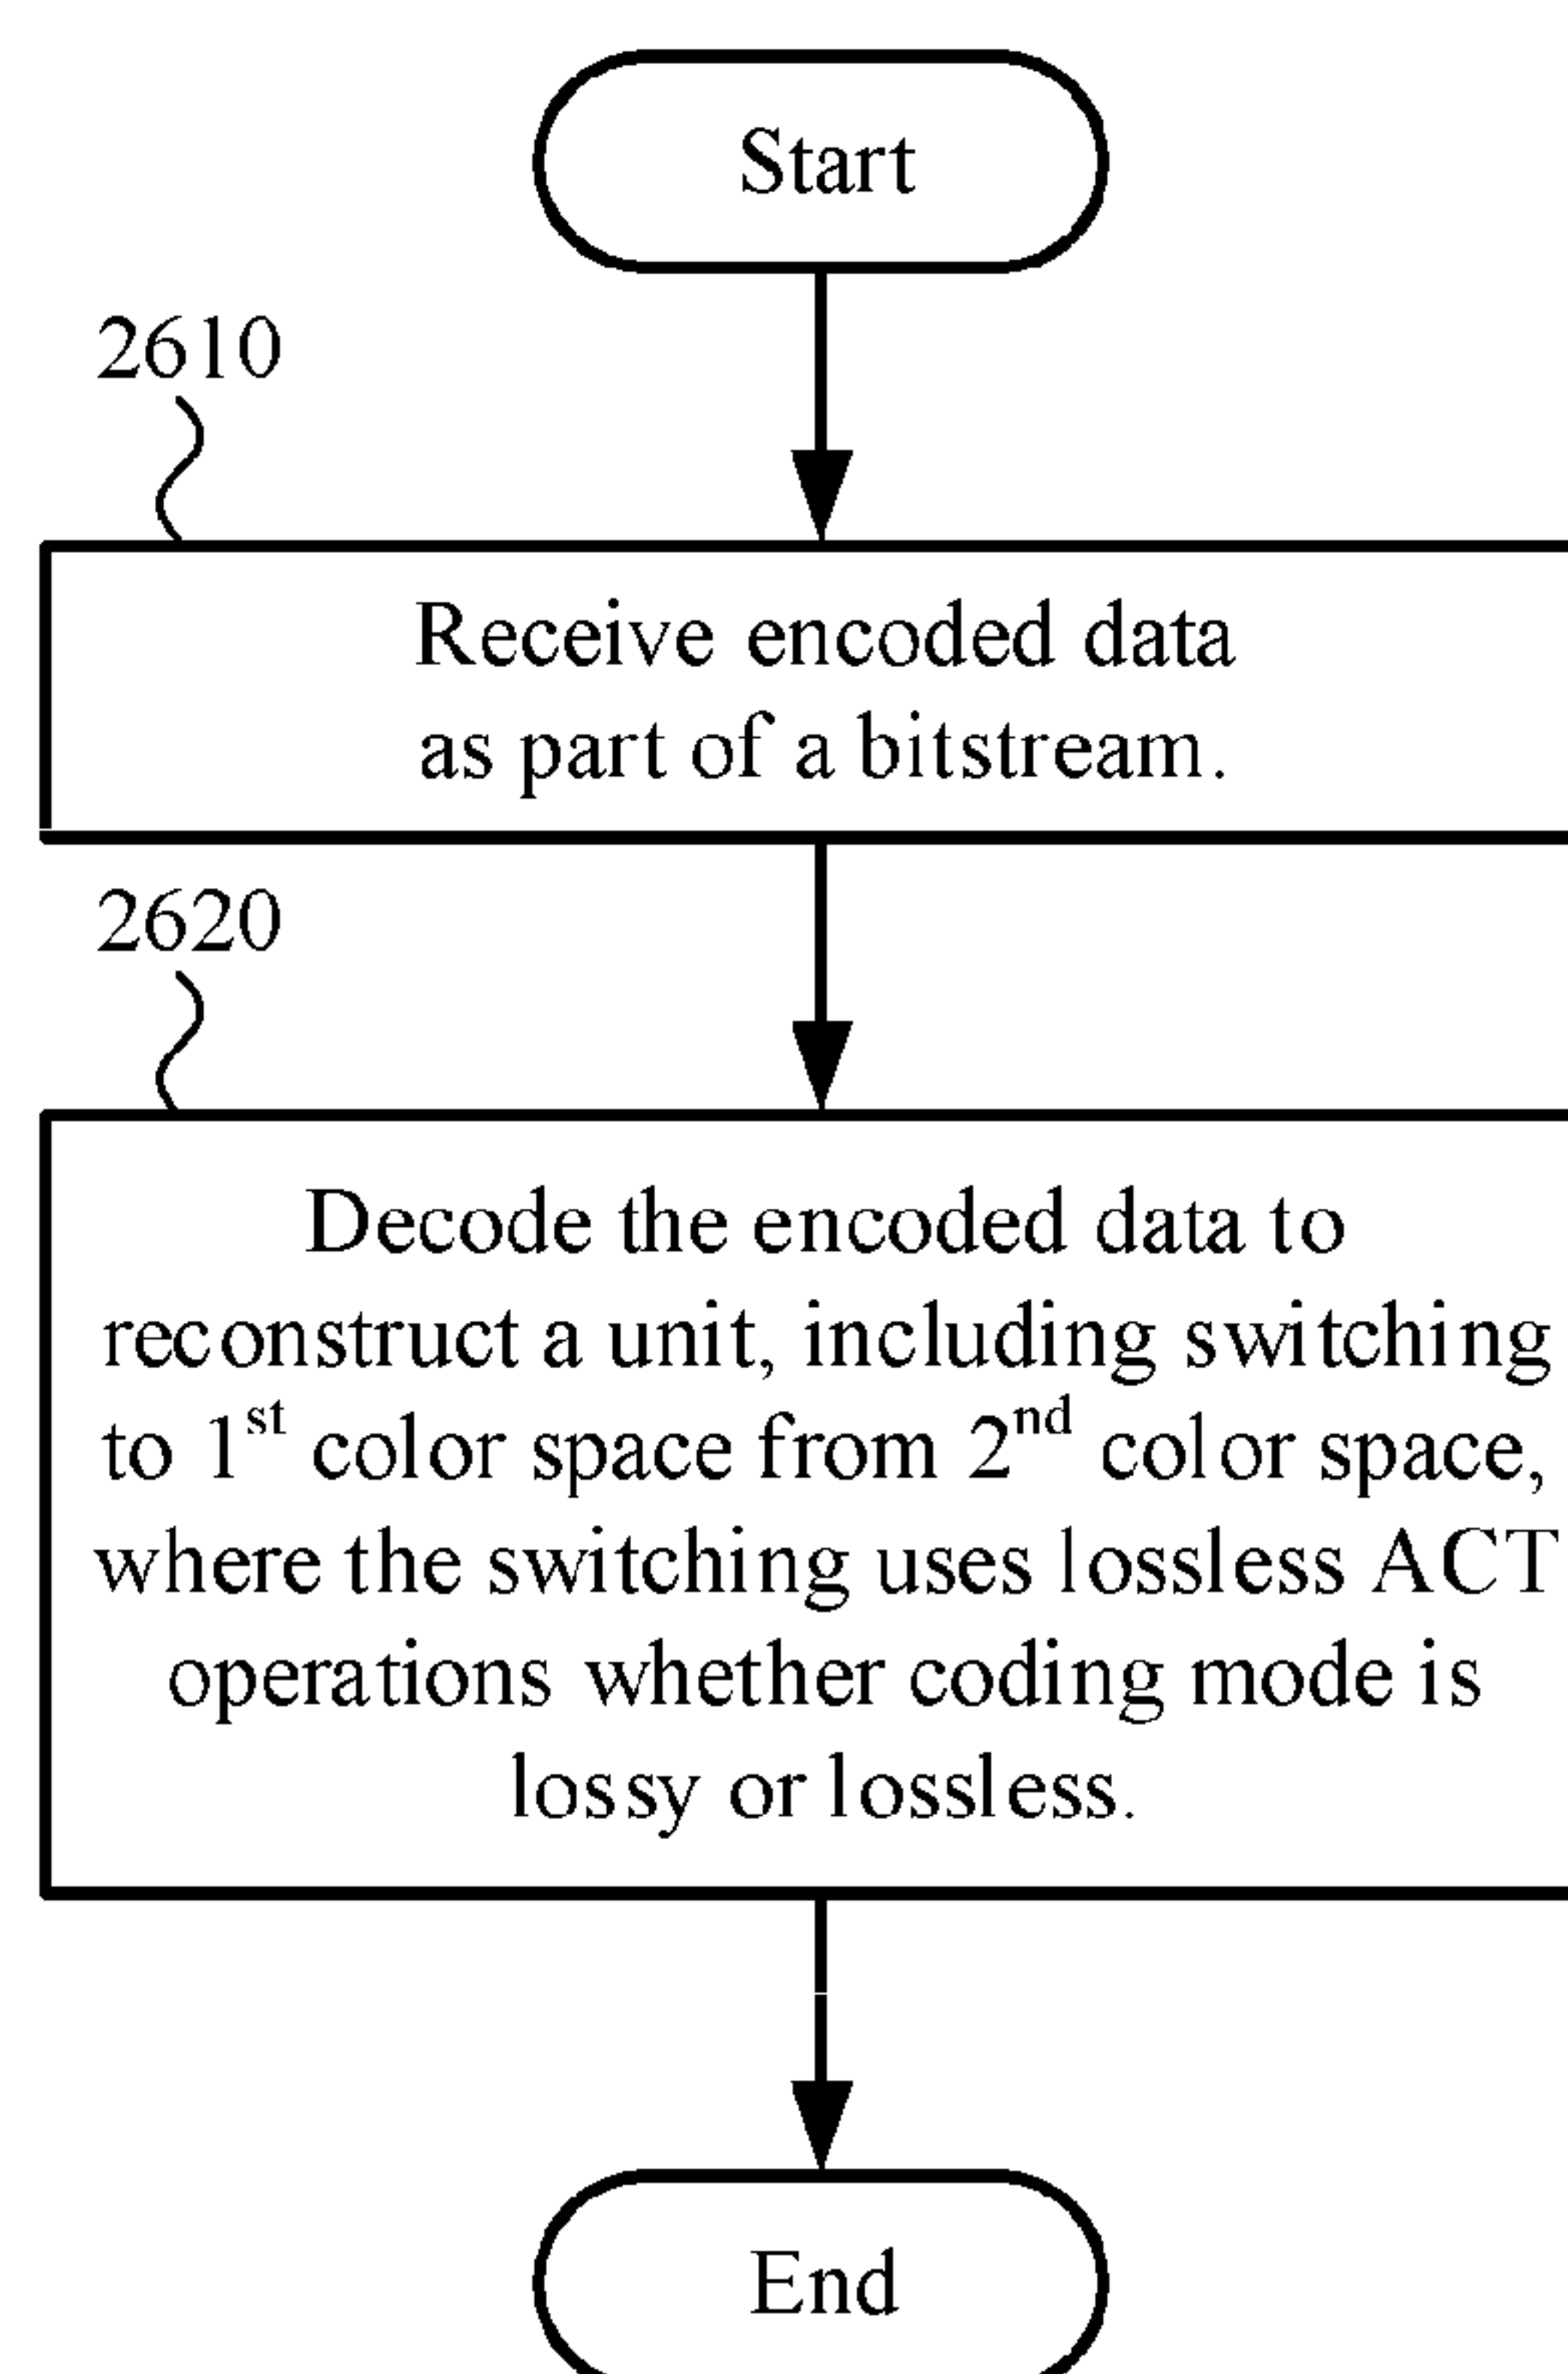 Start
2610
Receive encoded data
as part of a bitstream.
2620
Decode the encoded data to
reconstruct a unit, including switching
to 1st color space from 2nd color space,
where the switching uses lossless ACT
operations whether coding mode is
lossy or lossless.
End